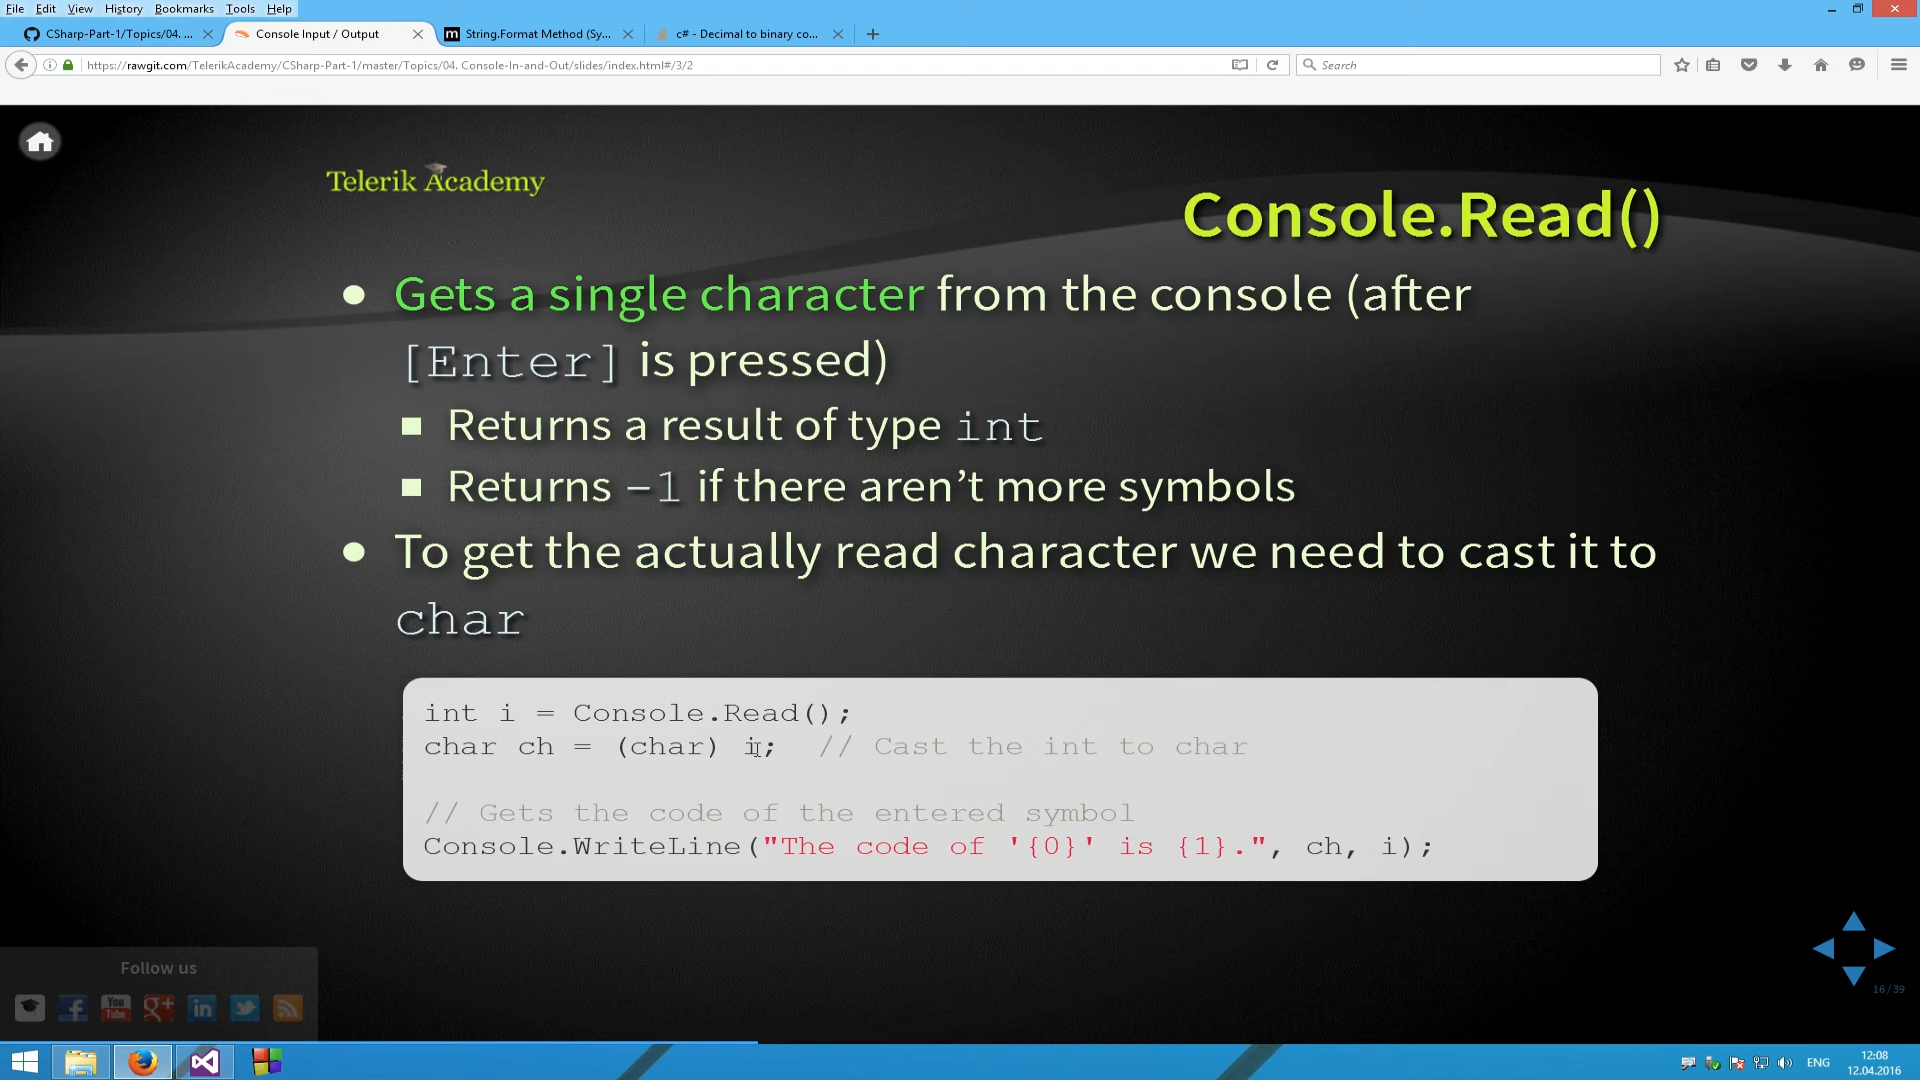 File Edit View History Bookmarks Tools Help
CSharp-Part-1/Topics/04. ...
Console Input / Output
String.Format Method (Sy...
c# - Decimal to binary co...
https://rawgit.com/TelerikAcademy/CSharp-Part-1/master/Topics/04. Console-In-and-Out/slides/index.html#/3/2
Search
Telerik Academy
Console.Read()
Gets a single character from the console (after
[Enter] is pressed)
Returns a result of type int
Returns -1 if there aren’t more symbols
To get the actually read character we need to cast it to
char
int i = Console.Read();
char ch = (char) i; // Cast the int to char
// Gets the code of the entered symbol
Console.WriteLine("The code of '{0}' is {1}.", ch, i);
Follow us
You
Tube
16 / 39
ENG
12:08
12.04.2016